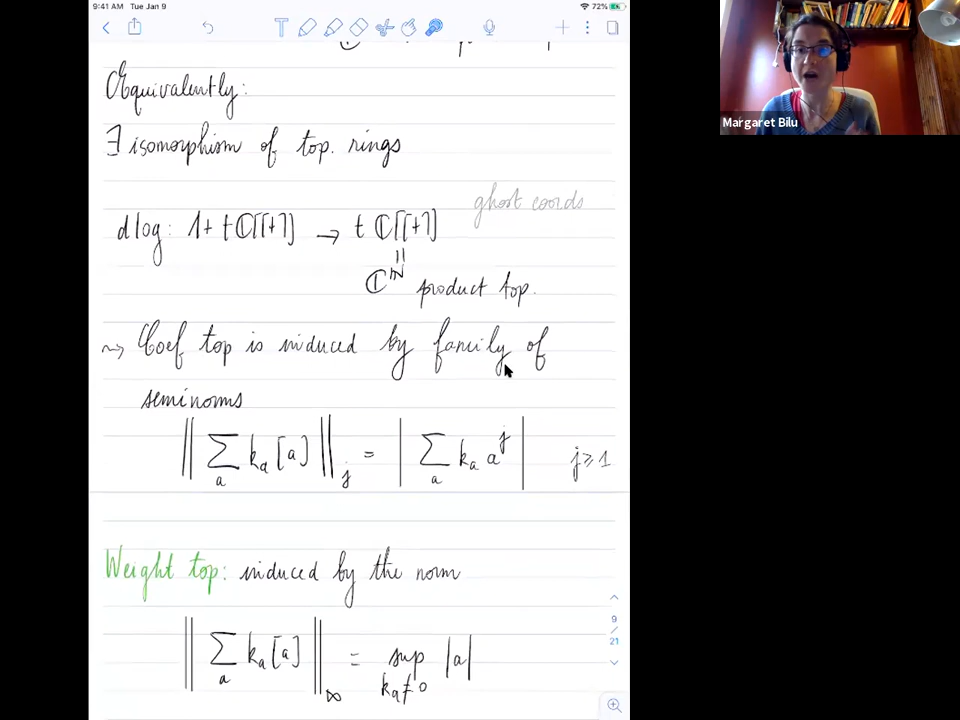 9:41 AM Tue Jan 9
72%
Equivalently:
∃ isomorphism of top. rings
ghost coords
dlog: 1+ tℂ[[t]] → t ℂ[[t]]
॥
ℂ^ℕ product top.
⇝ Coef top is induced by family of
seminorms
‖ ∑_a k_a [a] ‖_j = | ∑_a k_a a^j | j ≥ 1
Weight top: induced by the norm
‖ ∑_a k_a [a] ‖_∞ = sup_{k_a ≠ 0} |a|
9
/
21
Margaret Bilu